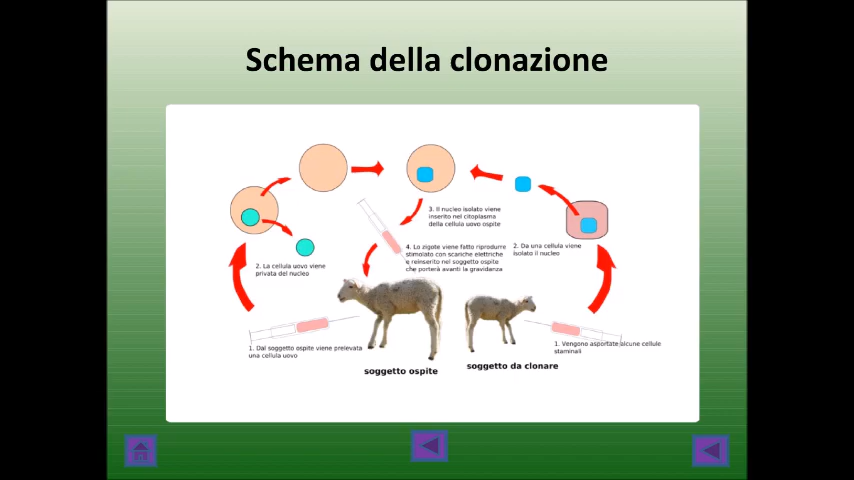 Schema della clonazione
3. Il nucleo isolato viene
inserito nel citoplasma
della cellula uovo ospite
4. Lo zigote viene fatto riprodurre
stimolato con scariche elettriche
e reinserito nel soggetto ospite
che porterà avanti la gravidanza
2. Da una cellula viene
isolato il nucleo
2. La cellula uovo viene
privata del nucleo
1. Dal soggetto ospite viene prelevata
una cellula uovo
1. Vengono asportate alcune cellule
staminali
soggetto ospite
soggetto da clonare